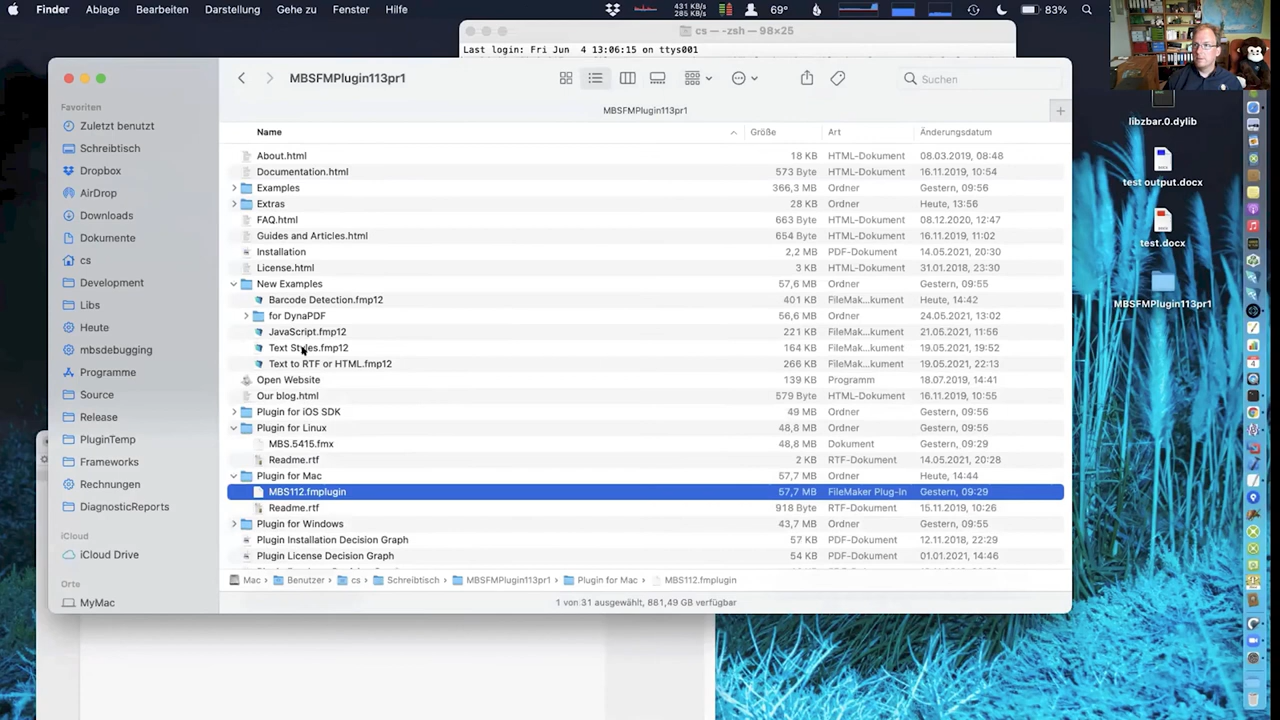 Finder Ablage Bearbeiten Darstellung Gehe zu Fenster Hilfe 431 KB/s 285 KB/s 69° 83%
cs — -zsh — 98×25
Last login: Fri Jun 4 13:06:15 on ttys001
MBSFMPlugin113pr1 Suchen
MBSFMPlugin113pr1
Favoriten
Zuletzt benutzt
Schreibtisch
Dropbox
AirDrop
Downloads
Dokumente
cs
Development
Libs
Heute
mbsdebugging
Programme
Source
Release
PluginTemp
Frameworks
Rechnungen
DiagnosticReports
iCloud
iCloud Drive
Orte
MyMac
Name Größe Art Änderungsdatum
About.html 18 KB HTML-Dokument 08.03.2019, 08:48
Documentation.html 573 Byte HTML-Dokument 16.11.2019, 10:54
Examples 366,3 MB Ordner Gestern, 09:56
Extras 28 KB Ordner Heute, 13:56
FAQ.html 663 Byte HTML-Dokument 08.12.2020, 12:47
Guides and Articles.html 654 Byte HTML-Dokument 16.11.2019, 11:02
Installation 2,2 MB PDF-Dokument 14.05.2021, 20:30
License.html 3 KB HTML-Dokument 31.01.2018, 23:30
New Examples 57,6 MB Ordner Gestern, 09:56
Barcode Detection.fmp12 401 KB FileMak...kument Heute, 14:42
for DynaPDF 56,6 MB Ordner 24.05.2021, 13:02
JavaScript.fmp12 221 KB FileMak...kument 21.05.2021, 11:56
Text Styles.fmp12 164 KB FileMak...kument 19.05.2021, 19:52
Text to RTF or HTML.fmp12 266 KB FileMak...kument 19.05.2021, 22:13
Open Website 139 KB Programm 18.07.2019, 14:41
Our blog.html 579 Byte HTML-Dokument 16.11.2019, 10:55
Plugin for iOS SDK 49 MB Ordner Gestern, 09:56
Plugin for Linux 48,8 MB Ordner Gestern, 09:55
MBS.5415.fmx 48,8 MB Dokument Gestern, 09:29
Readme.rtf 2 KB RTF-Dokument 14.05.2021, 20:28
Plugin for Mac 57,7 MB Ordner Heute, 14:44
MBS112.fmplugin 57,7 MB FileMaker Plug-In Gestern, 09:29
Readme.rtf 918 Byte RTF-Dokument 15.11.2019, 10:26
Plugin for Windows 43,7 MB Ordner Gestern, 09:55
Plugin Installation Decision Graph 57 KB PDF-Dokument 12.11.2018, 22:29
Plugin License Decision Graph 54 KB PDF-Dokument 01.01.2021, 14:46
Mac Benutzer cs Schreibtisch MBSFMPlugin113pr1 Plugin for Mac MBS112.fmplugin
1 von 31 ausgewählt, 881,49 GB verfügbar
libzbar.0.dylib
test output.docx
test.docx
MBSFMPlugin113pr1